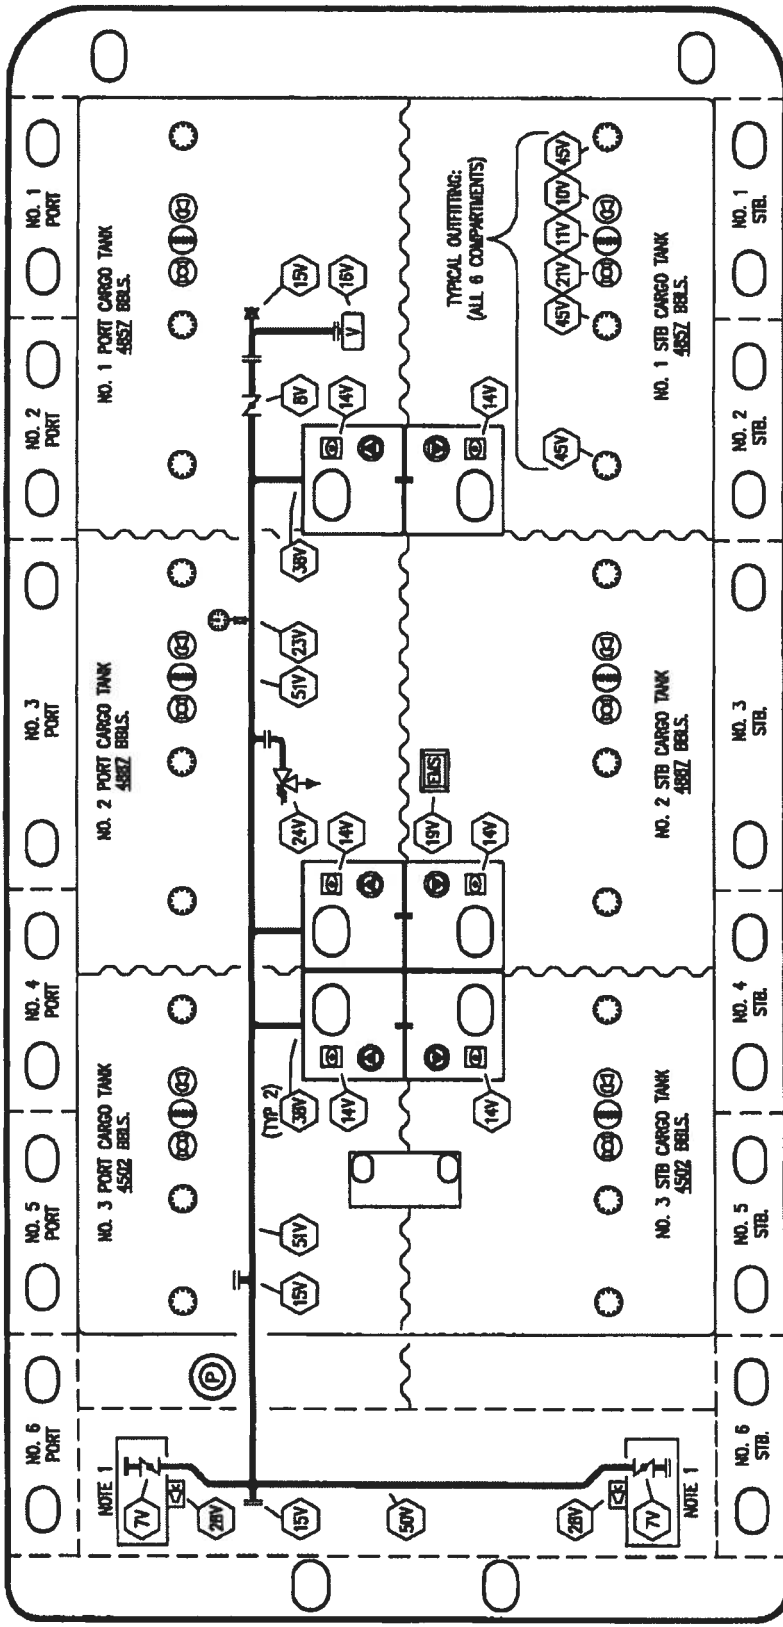 NO. 1
PORT
NO. 2
PORT
NO. 3
PORT
NO. 4
PORT
NO. 5
PORT
NO. 6
PORT
NO. 1 PORT CARGO TANK
4857 BBLS.
NO. 2 PORT CARGO TANK
4887 BBLS.
NO. 3 PORT CARGO TANK
4502 BBLS.
15V
16V
V
8V
14V
38V
23V
51V
24V
14V
38V
(TYP 2)
14V
51V
15V
P
NOTE 1
7V
28V
15V
50V
EMS
19V
14V
14V
14V
TYPICAL OUTFITTING:
(ALL 6 COMPARTMENTS)
45V
10V
11V
21V
45V
45V
28V
7V
NOTE 1
NO. 1 STB CARGO TANK
4857 BBLS.
NO. 2 STB CARGO TANK
4887 BBLS.
NO. 3 STB CARGO TANK
4502 BBLS.
NO. 1
STB.
NO. 2
STB.
NO. 3
STB.
NO. 4
STB.
NO. 5
STB.
NO. 6
STB.